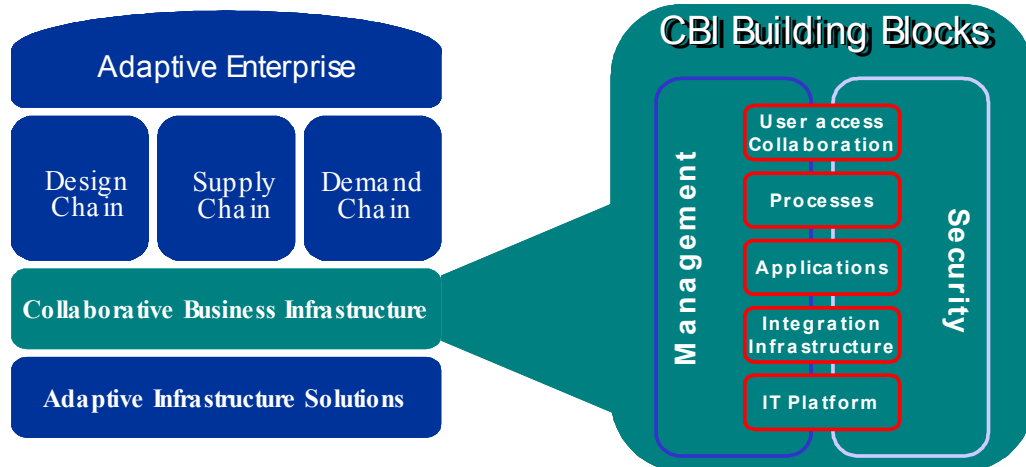 Adaptive Enterprise
Design
Chain
Supply
Chain
Demand
Chain
Collaborative Business Infrastructure
Adaptive Infrastructure Solutions
CBI Building Blocks
Management
User access
Collaboration
Processes
Applications
Integration
Infrastructure
IT Platform
Security